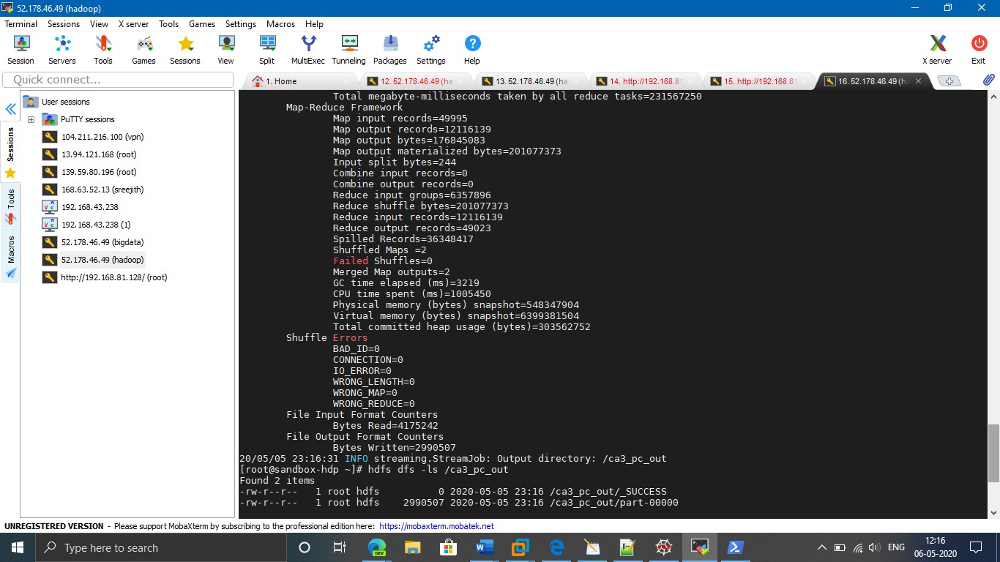 52.178.46.49 (hadoop)
Terminal Sessions View X server Tools Games Settings Macros Help
Session Servers Tools Games Sessions View Split MultiExec Tunneling Packages Settings Help X server Exit
Quick connect...
1. Home
12. 52.178.46.49 (ha
13. 52.178.46.49 (ha
14. http://192.168.81
15. http://192.168.81
16. 52.178.46.49 (h
Sessions
Tools
Macros
User sessions
PuTTY sessions
104.211.216.100 (vpn)
13.94.121.168 (root)
139.59.80.196 (root)
168.63.52.13 (sreejith)
192.168.43.238
192.168.43.238 (1)
52.178.46.49 (bigdata)
52.178.46.49 (hadoop)
http://192.168.81.128/ (root)
Total megabyte-milliseconds taken by all reduce tasks=231567250
Map-Reduce Framework
Map input records=49995
Map output records=12116139
Map output bytes=176845083
Map output materialized bytes=201077373
Input split bytes=244
Combine input records=0
Combine output records=0
Reduce input groups=6357896
Reduce shuffle bytes=201077373
Reduce input records=12116139
Reduce output records=49023
Spilled Records=36348417
Shuffled Maps =2
Failed Shuffles=0
Merged Map outputs=2
GC time elapsed (ms)=3219
CPU time spent (ms)=1005450
Physical memory (bytes) snapshot=548347904
Virtual memory (bytes) snapshot=6399381504
Total committed heap usage (bytes)=303562752
Shuffle Errors
BAD_ID=0
CONNECTION=0
IO_ERROR=0
WRONG_LENGTH=0
WRONG_MAP=0
WRONG_REDUCE=0
File Input Format Counters
Bytes Read=4175242
File Output Format Counters
Bytes Written=2990507
20/05/05 23:16:31 INFO streaming.StreamJob: Output directory: /ca3_pc_out
[root@sandbox-hdp ~]# hdfs dfs -ls /ca3_pc_out
Found 2 items
-rw-r--r-- 1 root hdfs 0 2020-05-05 23:16 /ca3_pc_out/_SUCCESS
-rw-r--r-- 1 root hdfs 2990507 2020-05-05 23:16 /ca3_pc_out/part-00000
UNREGISTERED VERSION - Please support MobaXterm by subscribing to the professional edition here: https://mobaxterm.mobatek.net
Type here to search
DEV
ENG
12:16
06-05-2020